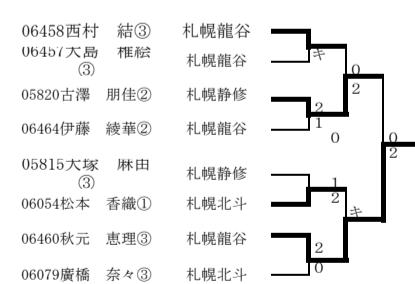 06458西村 結③ 札幌龍谷
06457大島 稚絵
③ 札幌龍谷
キ
0
2
05820古澤 朋佳② 札幌静修
2
1
06464伊藤 綾華② 札幌龍谷
0
0
2
05815大塚 麻由
③ 札幌静修
1
2
06054松本 香織① 札幌北斗
キ
06460秋元 恵理③ 札幌龍谷
2
0
06079廣橋 奈々③ 札幌北斗